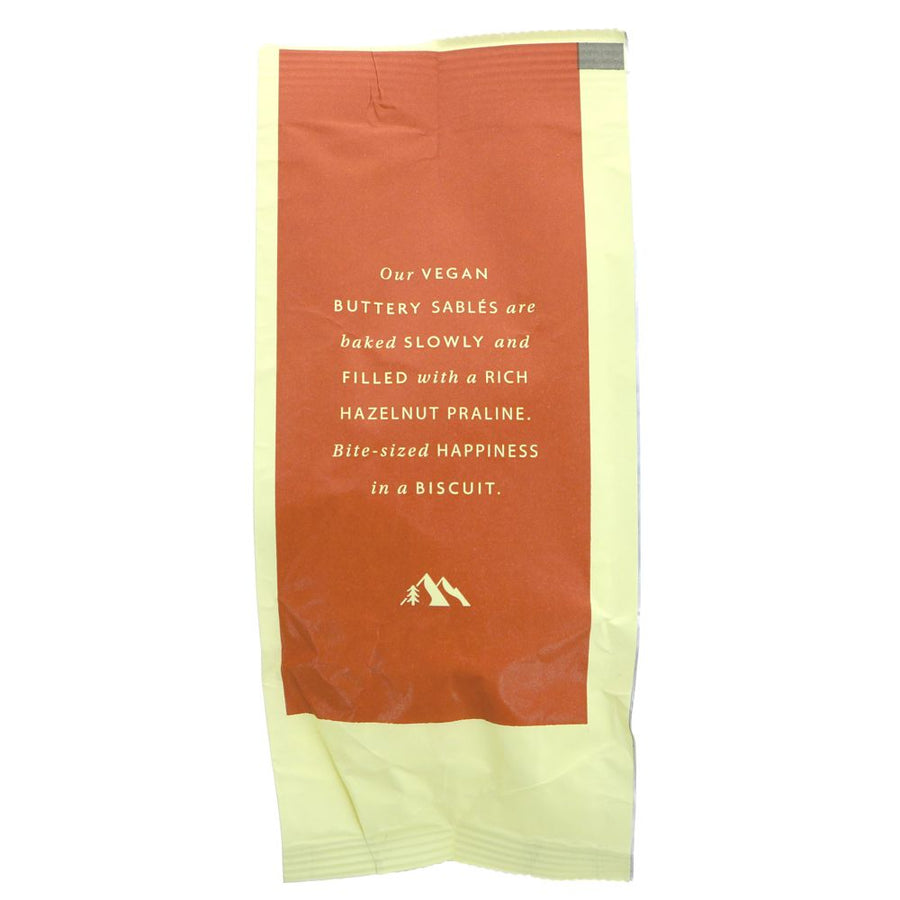 Our VEGAN
BUTTERY SABLÉS are
baked SLOWLY and
FILLED with a RICH
HAZELNUT PRALINE.
Bite-sized HAPPINESS
in a BISCUIT.